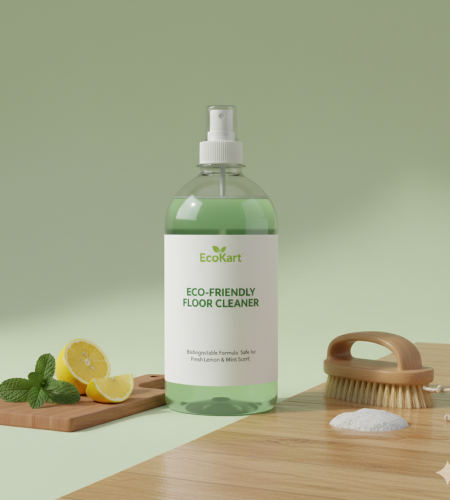 EcoKart
ECO-FRIENDLY
FLOOR CLEANER
Biodegradable Formula Safe for
Fresh Lemon & Mint Scent